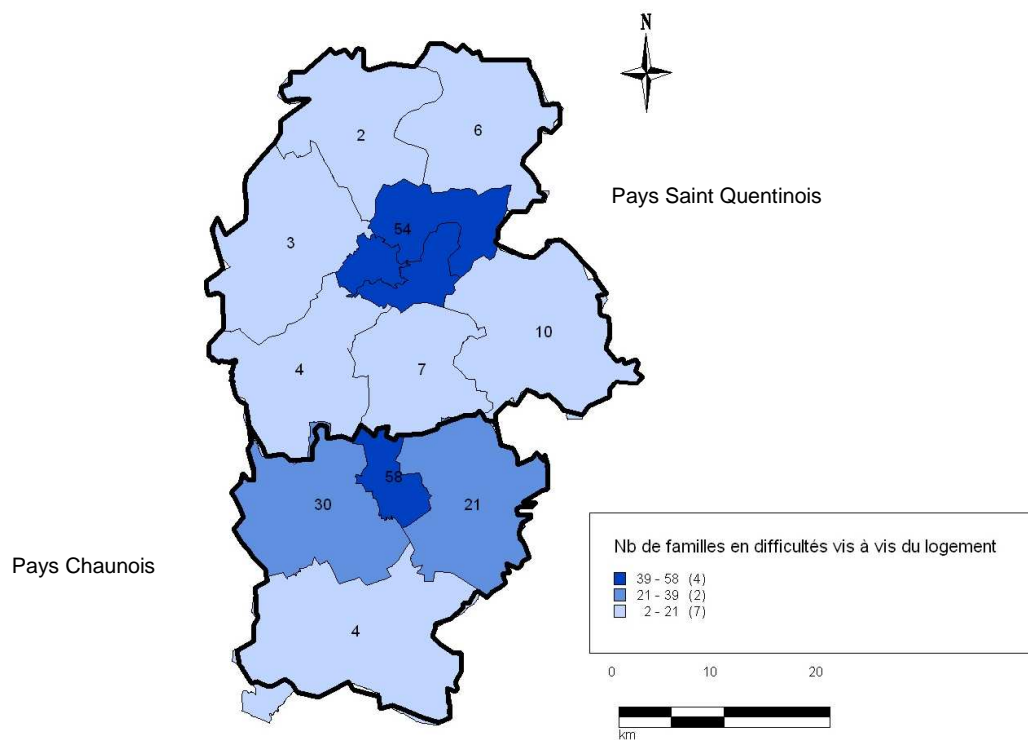 N
2
6
Pays Saint Quentinois
54
3
10
4
7
58
30
21
Nb de familles en difficultés vis à vis du logement
Pays Chaunois
39 - 58 (4)
21 - 39 (2)
2 - 21 (7)
4
0 10 20
km